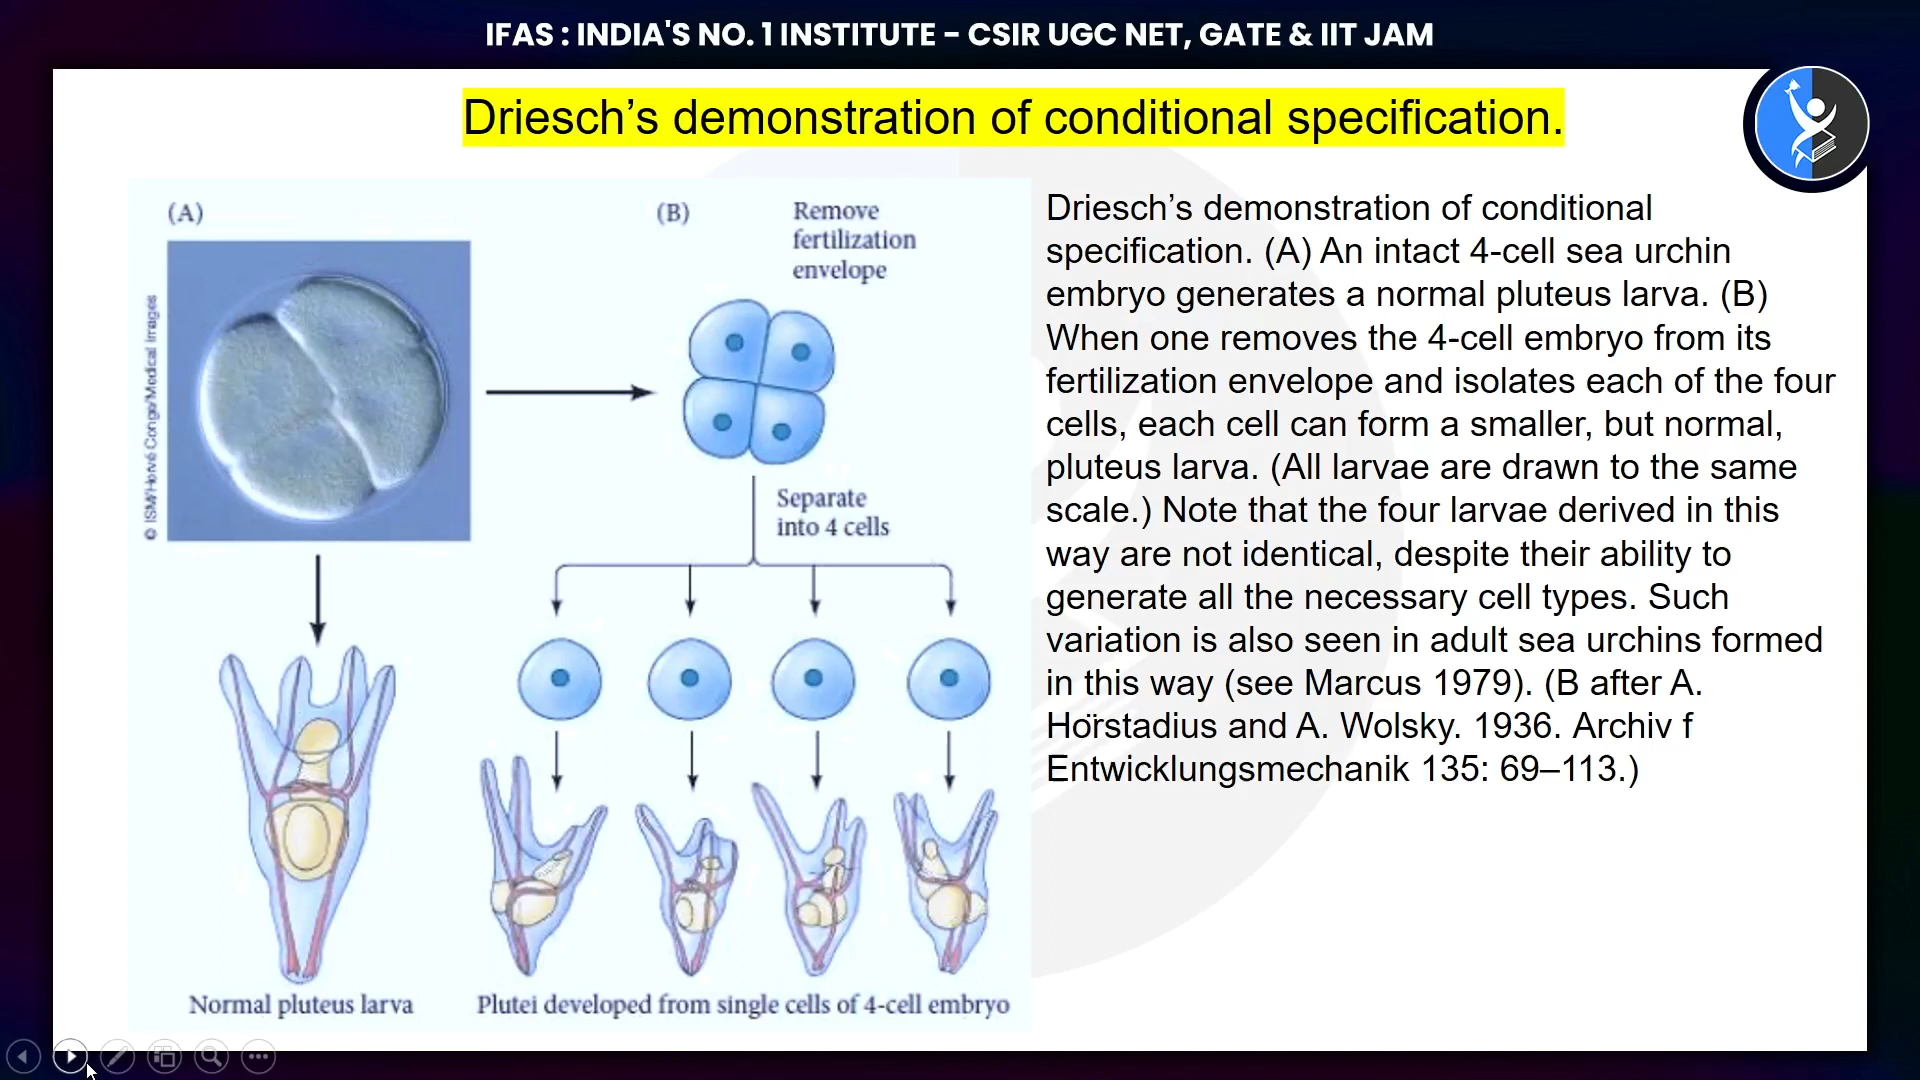 IFAS : INDIA'S NO. 1 INSTITUTE – CSIR UGC NET, GATE & IIT JAM
Driesch’s demonstration of conditional specification.
(A)
(B)
Remove
fertilization
envelope
© ISM/Hervé Conge/Medical Images
Separate
into 4 cells
Normal pluteus larva
Plutei developed from single cells of 4-cell embryo
Driesch’s demonstration of conditional
specification. (A) An intact 4-cell sea urchin
embryo generates a normal pluteus larva. (B)
When one removes the 4-cell embryo from its
fertilization envelope and isolates each of the four
cells, each cell can form a smaller, but normal,
pluteus larva. (All larvae are drawn to the same
scale.) Note that the four larvae derived in this
way are not identical, despite their ability to
generate all the necessary cell types. Such
variation is also seen in adult sea urchins formed
in this way (see Marcus 1979). (B after A.
Hor̈stadius and A. Wolsky. 1936. Archiv f
Entwicklungsmechanik 135: 69–113.)